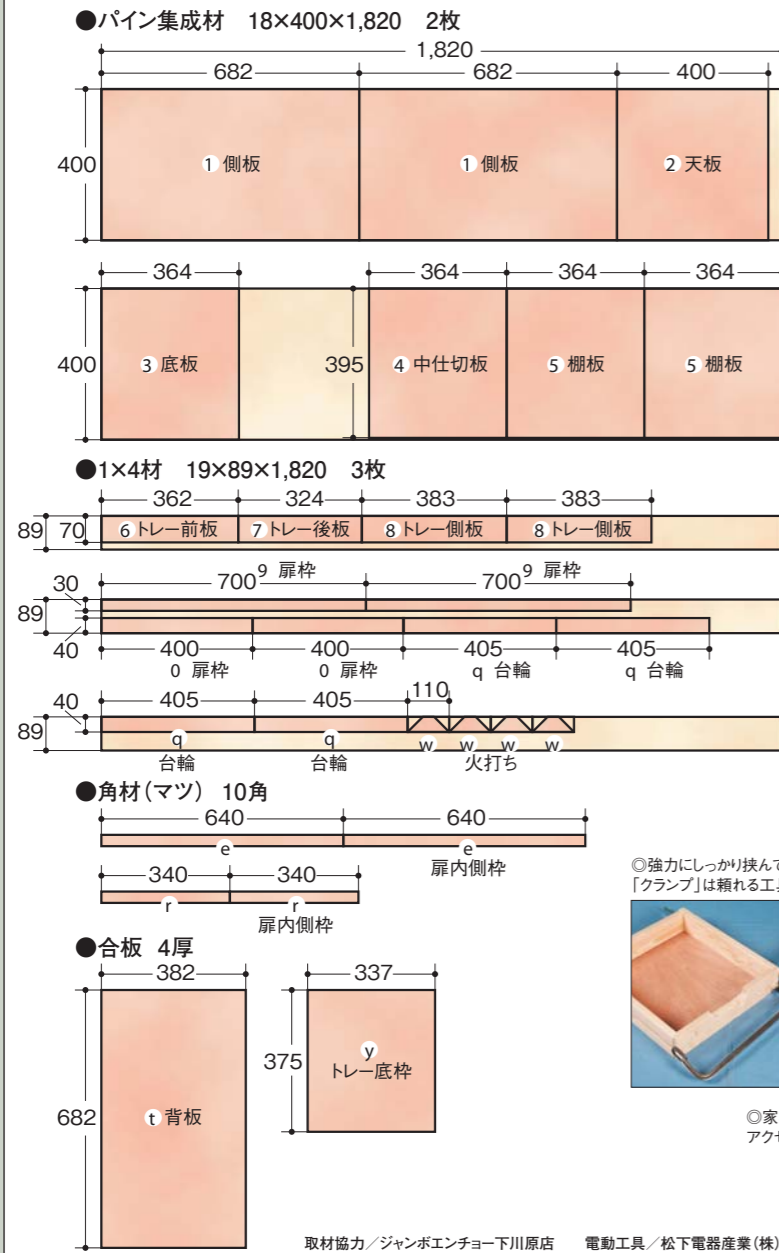 ●パイン集成材 18×400×1,820 2枚
1,820
682 682 400
400
1 側板 1 側板 2 天板
364 364 364 364
400 395
3 底板 4 中仕切板 5 棚板 5 棚板
●1×4材 19×89×1,820 3枚
362 324 383 383
89 70 6 トレー前板 7 トレー後板 8 トレー側板 8 トレー側板
9 扉枠 9 扉枠
30 700 700
89
40
400 400 405 405
0 扉枠 0 扉枠 q 台輪 q 台輪
40 405 405 110
89
q q w w w w
台輪 台輪 火打ち
●角材(マツ) 10角
640 640
e e
扉内側枠
340 340
r r
扉内側枠
◎強力にしっかり挟んで
「クランプ」は頼れる工具
●合板 4厚
382 337
375
y
トレー底枠
682
t 背板
◎家
アクセ
取材協力/ジャンボエンチョー下川原店 電動工具/松下電器産業(株)